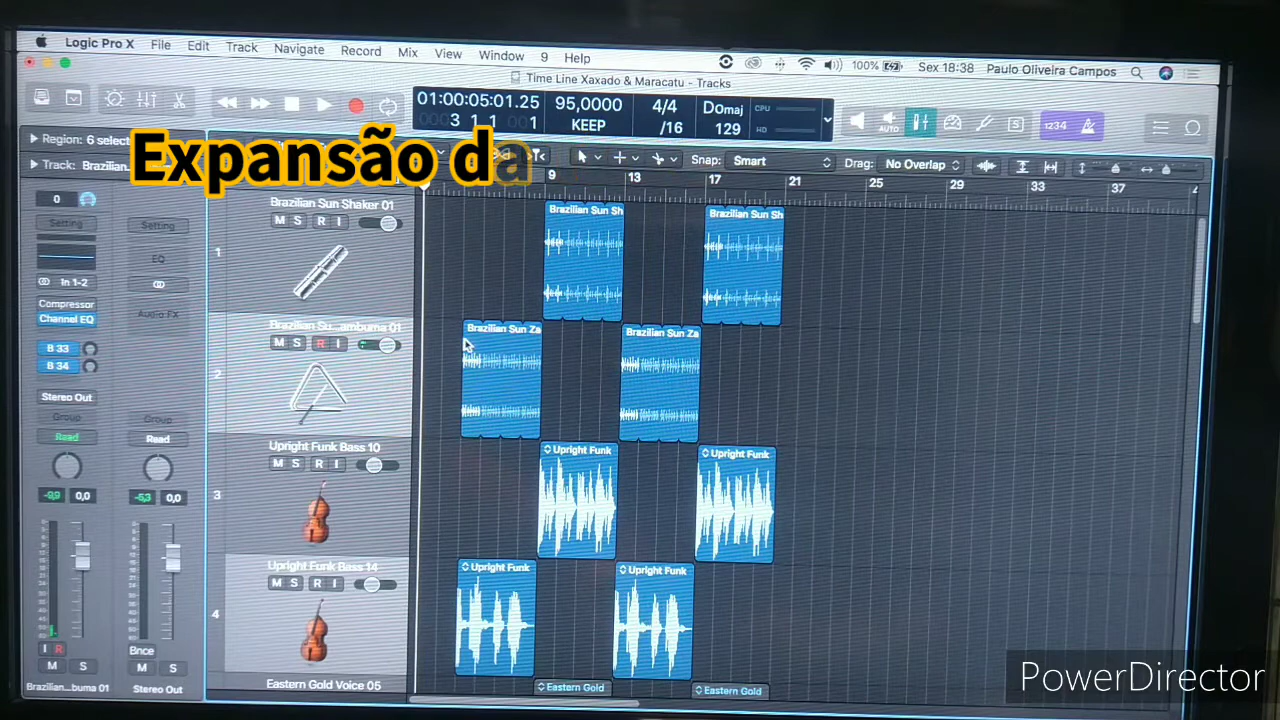 Logic Pro X File Edit Track Navigate Record Mix View Window 9 Help 100% Sex 18:38 Paulo Oliveira Campos
Time Line Xaxado & Maracatu - Tracks
01:00:05:01.25 95,0000 4/4 DOmaj CPU
3 1 1 1 KEEP /16 129 HD
AUTO S 1234
Region: 6 select
Expansão da
Track: Brazilian
Snap: Smart Drag: No Overlap
9 13 17 21 25 29 33 37
0
Setting Setting
EQ
In 1-2
Compressor
Channel EQ
Audio FX
B 33
B 34
Stereo Out
Group Group
Read Read
-9,9 0,0 -5,3 0,0
I R Bnce
M S M S
Brazilian...buma 01 Stereo Out
1 Brazilian Sun Shaker 01
M S R I
Brazilian Sun Sh Brazilian Sun Sh
2 Brazilian Su...ambuma 01
M S R I
Brazilian Sun Za Brazilian Sun Za
3 Upright Funk Bass 10
M S R I
Upright Funk Upright Funk
4 Upright Funk Bass 14
M S R I
Upright Funk Upright Funk
Eastern Gold Voice 05
Eastern Gold Eastern Gold
PowerDirector